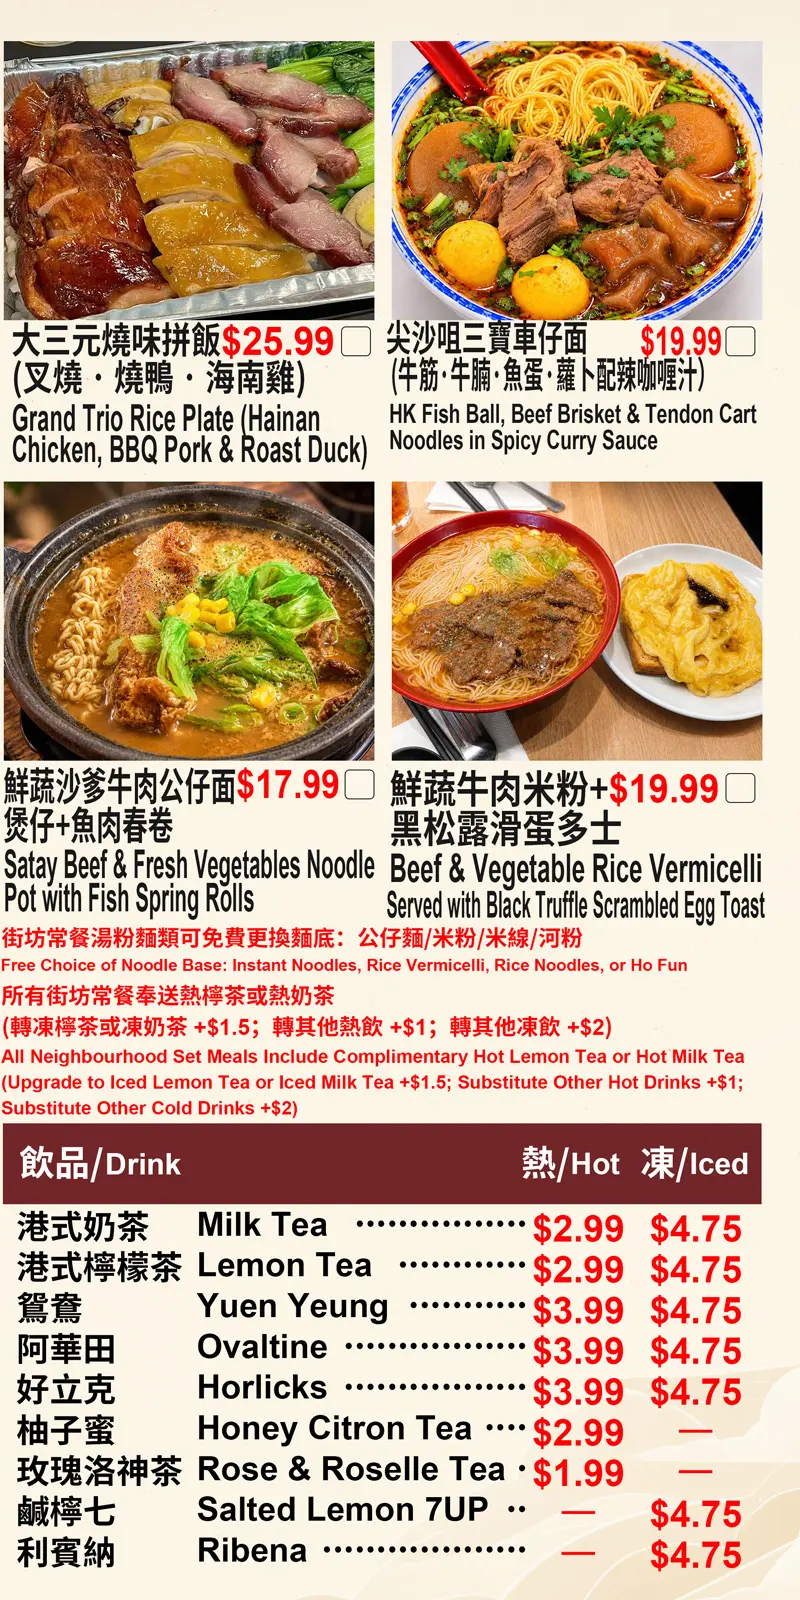 大三元燒味拼飯$25.99
(叉燒 · 燒鴨 · 海南雞)
Grand Trio Rice Plate (Hainan
Chicken, BBQ Pork & Roast Duck)
尖沙咀三寶車仔面 $19.99
(牛筋·牛腩·魚蛋·蘿卜配辣咖喱汁)
HK Fish Ball, Beef Brisket & Tendon Cart
Noodles in Spicy Curry Sauce
鮮蔬沙爹牛肉公仔面$17.99
煲仔+魚肉春卷
Satay Beef & Fresh Vegetables Noodle
Pot with Fish Spring Rolls
鮮蔬牛肉米粉+$19.99
黑松露滑蛋多士
Beef & Vegetable Rice Vermicelli
Served with Black Truffle Scrambled Egg Toast
街坊常餐湯粉麵類可免費更換麵底：公仔麵/米粉/米線/河粉
Free Choice of Noodle Base: Instant Noodles, Rice Vermicelli, Rice Noodles, or Ho Fun
所有街坊常餐奉送熱檸茶或熱奶茶
(轉凍檸茶或凍奶茶 +$1.5；轉其他熱飲 +$1；轉其他凍飲 +$2)
All Neighbourhood Set Meals Include Complimentary Hot Lemon Tea or Hot Milk Tea
(Upgrade to Iced Lemon Tea or Iced Milk Tea +$1.5; Substitute Other Hot Drinks +$1;
Substitute Other Cold Drinks +$2)
飲品/Drink 熱/Hot 凍/Iced
港式奶茶 Milk Tea ················ $2.99 $4.75
港式檸檬茶 Lemon Tea ············ $2.99 $4.75
鴛鴦 Yuen Yeung ··········· $3.99 $4.75
阿華田 Ovaltine ················· $3.99 $4.75
好立克 Horlicks ················· $3.99 $4.75
柚子蜜 Honey Citron Tea ···· $2.99 —
玫瑰洛神茶 Rose & Roselle Tea · $1.99 —
鹹檸七 Salted Lemon 7UP ·· — $4.75
利賓納 Ribena ··················· — $4.75